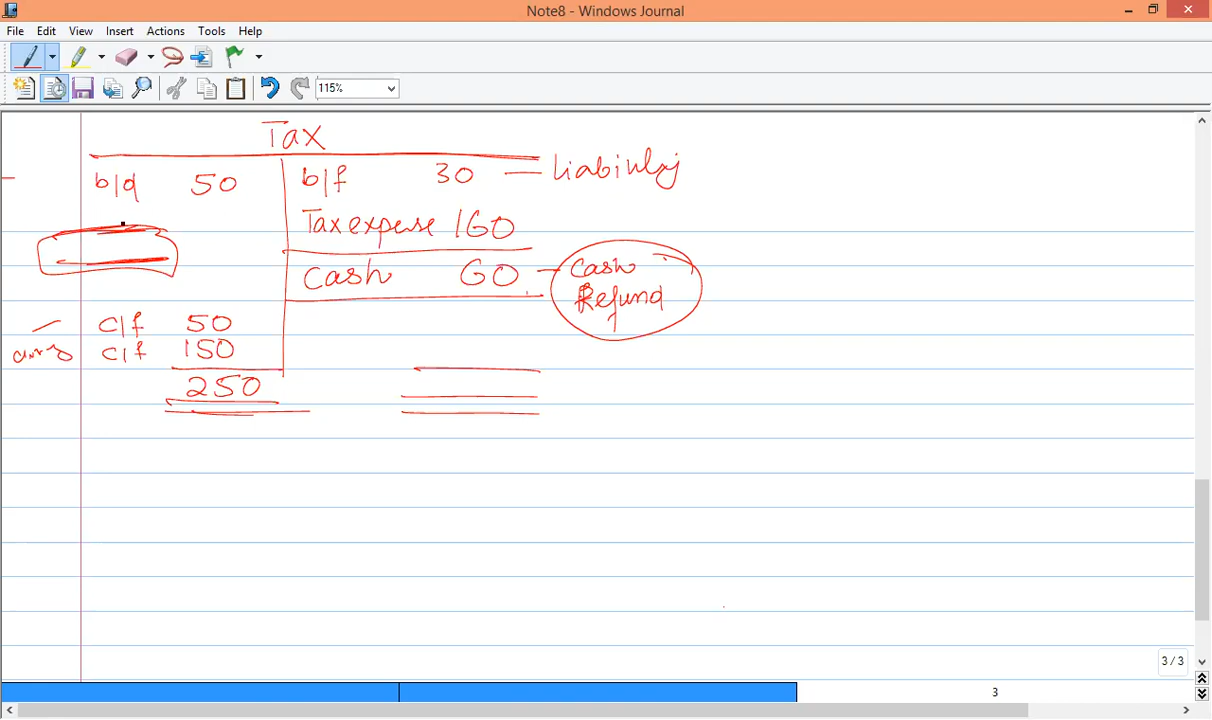 Note8 - Windows Journal
File Edit View Insert Actions Tools Help
115%
Tax
b/d 50 b/f 30 — Liability
Tax expense 160
Cash 60 — Cash Refund
c/f 50
c/f 150
250
3 / 3
3